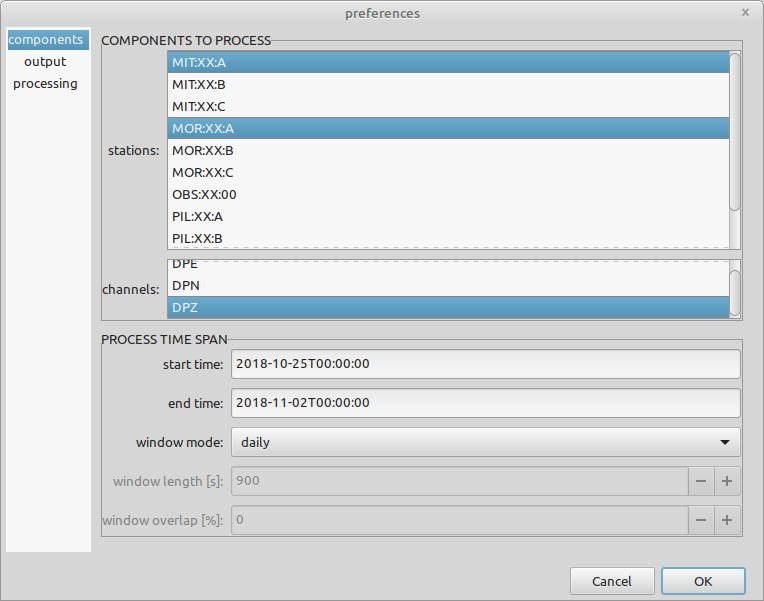 preferences
components
output
processing
COMPONENTS TO PROCESS
stations:
MIT:XX:A
MIT:XX:B
MIT:XX:C
MOR:XX:A
MOR:XX:B
MOR:XX:C
OBS:XX:00
PIL:XX:A
PIL:XX:B
channels:
DPE
DPN
DPZ
PROCESS TIME SPAN
start time: 2018-10-25T00:00:00
end time: 2018-11-02T00:00:00
window mode: daily
window length [s]: 900
window overlap [%]: 0
Cancel OK